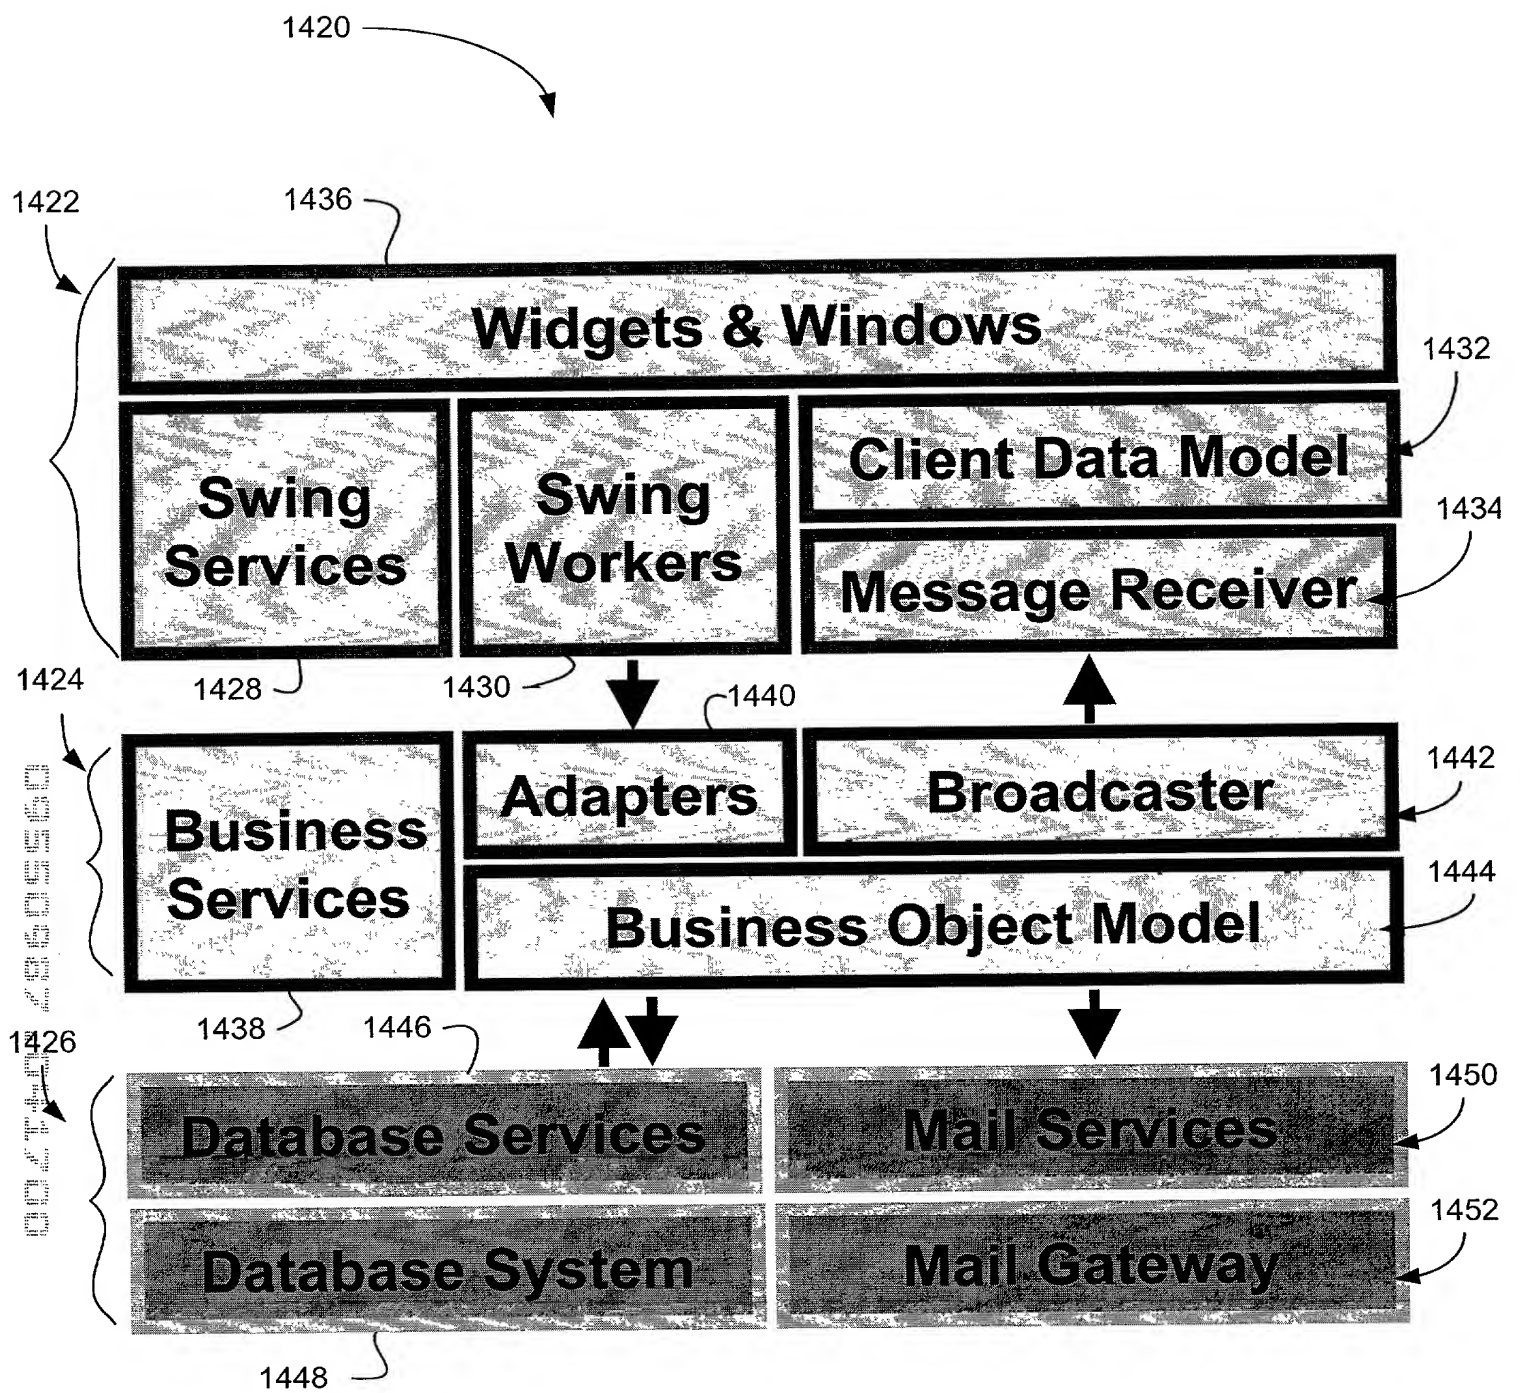 1420
1422
1436
Widgets & Windows
1432
Client Data Model
Swing
Services
Swing
Workers
1434
Message Receiver
1424
1428
1430
1440
1442
Adapters
Broadcaster
Business
Services
1444
Business Object Model
1438
1446
1426
1450
Database Services
Mail Services
1452
Database System
Mail Gateway
1448